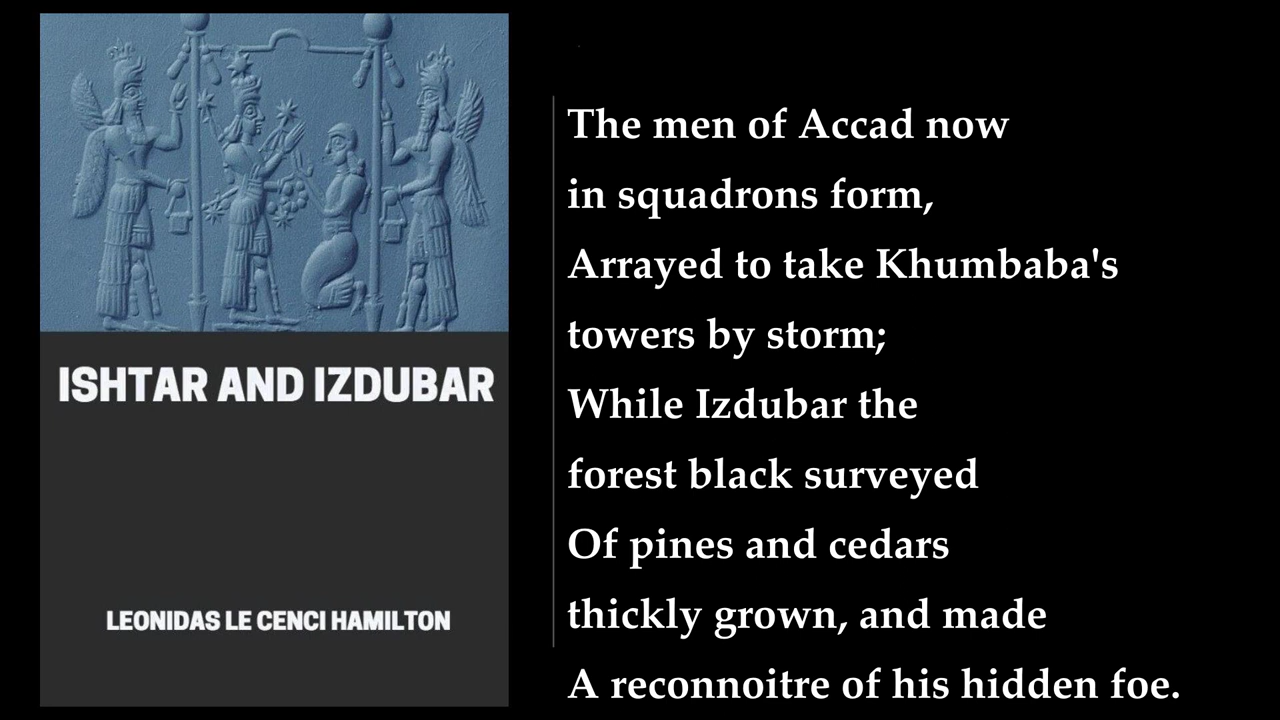 ISHTAR AND IZDUBAR
LEONIDAS LE CENCI HAMILTON
The men of Accad now
in squadrons form,
Arrayed to take Khumbaba's
towers by storm;
While Izdubar the
forest black surveyed
Of pines and cedars
thickly grown, and made
A reconnoitre of his hidden foe.